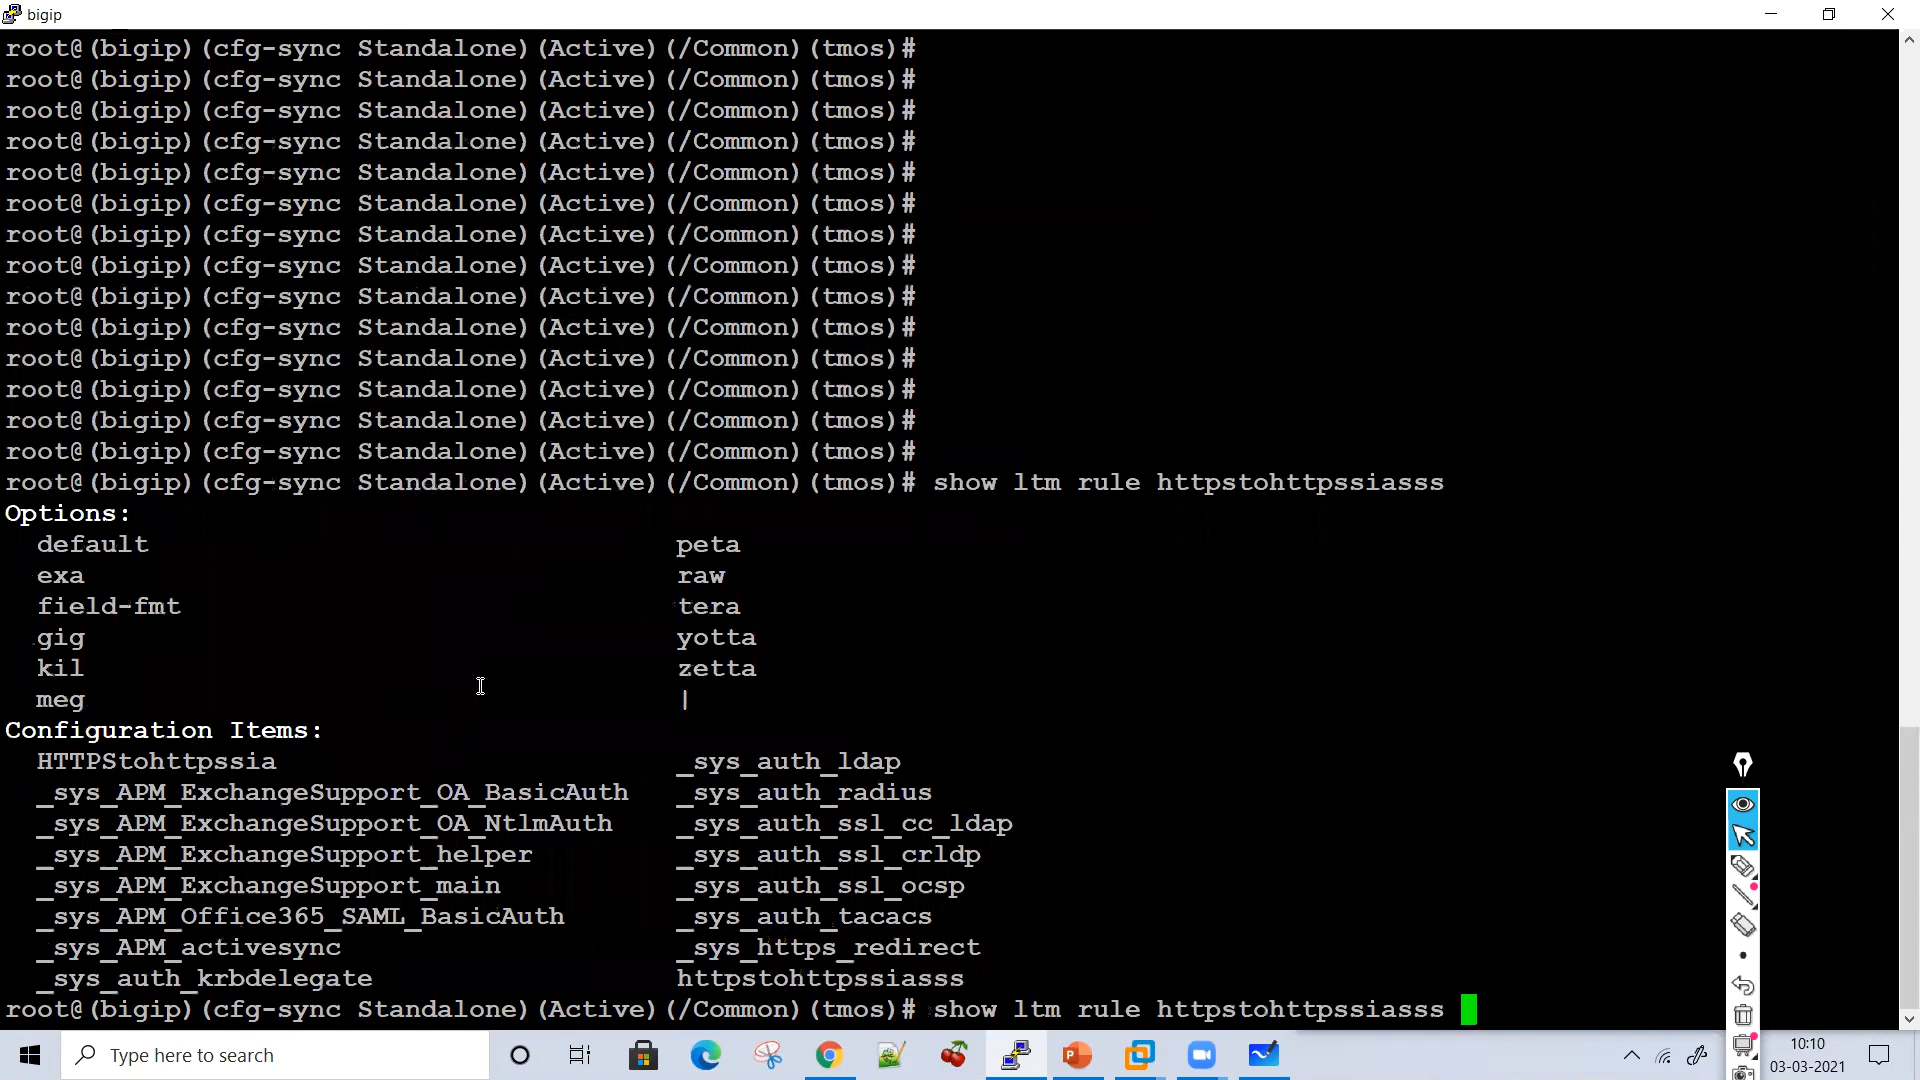 bigip
root@(bigip)(cfg-sync Standalone)(Active)(/Common)(tmos)#
root@(bigip)(cfg-sync Standalone)(Active)(/Common)(tmos)#
root@(bigip)(cfg-sync Standalone)(Active)(/Common)(tmos)#
root@(bigip)(cfg-sync Standalone)(Active)(/Common)(tmos)#
root@(bigip)(cfg-sync Standalone)(Active)(/Common)(tmos)#
root@(bigip)(cfg-sync Standalone)(Active)(/Common)(tmos)#
root@(bigip)(cfg-sync Standalone)(Active)(/Common)(tmos)#
root@(bigip)(cfg-sync Standalone)(Active)(/Common)(tmos)#
root@(bigip)(cfg-sync Standalone)(Active)(/Common)(tmos)#
root@(bigip)(cfg-sync Standalone)(Active)(/Common)(tmos)#
root@(bigip)(cfg-sync Standalone)(Active)(/Common)(tmos)#
root@(bigip)(cfg-sync Standalone)(Active)(/Common)(tmos)#
root@(bigip)(cfg-sync Standalone)(Active)(/Common)(tmos)#
root@(bigip)(cfg-sync Standalone)(Active)(/Common)(tmos)#
root@(bigip)(cfg-sync Standalone)(Active)(/Common)(tmos)# show ltm rule httpstohttpssiasss
Options:
default peta
exa raw
field-fmt tera
gig yotta
kil zetta
meg |
Configuration Items:
HTTPStohttpssia _sys_auth_ldap
_sys_APM_ExchangeSupport_OA_BasicAuth _sys_auth_radius
_sys_APM_ExchangeSupport_OA_NtlmAuth _sys_auth_ssl_cc_ldap
_sys_APM_ExchangeSupport_helper _sys_auth_ssl_crldp
_sys_APM_ExchangeSupport_main _sys_auth_ssl_ocsp
_sys_APM_Office365_SAML_BasicAuth _sys_auth_tacacs
_sys_APM_activesync _sys_https_redirect
_sys_auth_krbdelegate httpstohttpssiasss
root@(bigip)(cfg-sync Standalone)(Active)(/Common)(tmos)# show ltm rule httpstohttpssiasss
Type here to search
10:10
03-03-2021